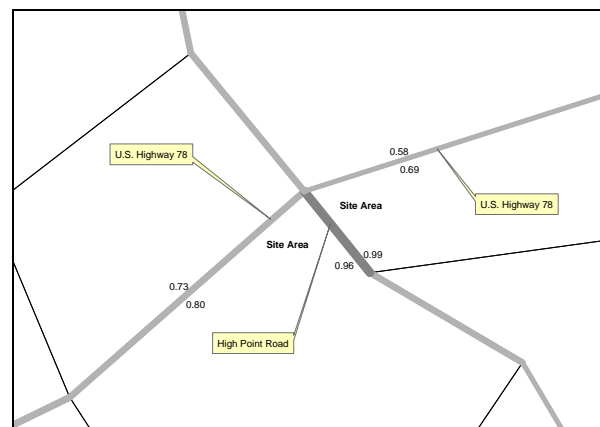 0.58
U.S. Highway 78
0.69
U.S. Highway 78
Site Area
Site Area
0.99
0.96
0.73
0.80
High Point Road